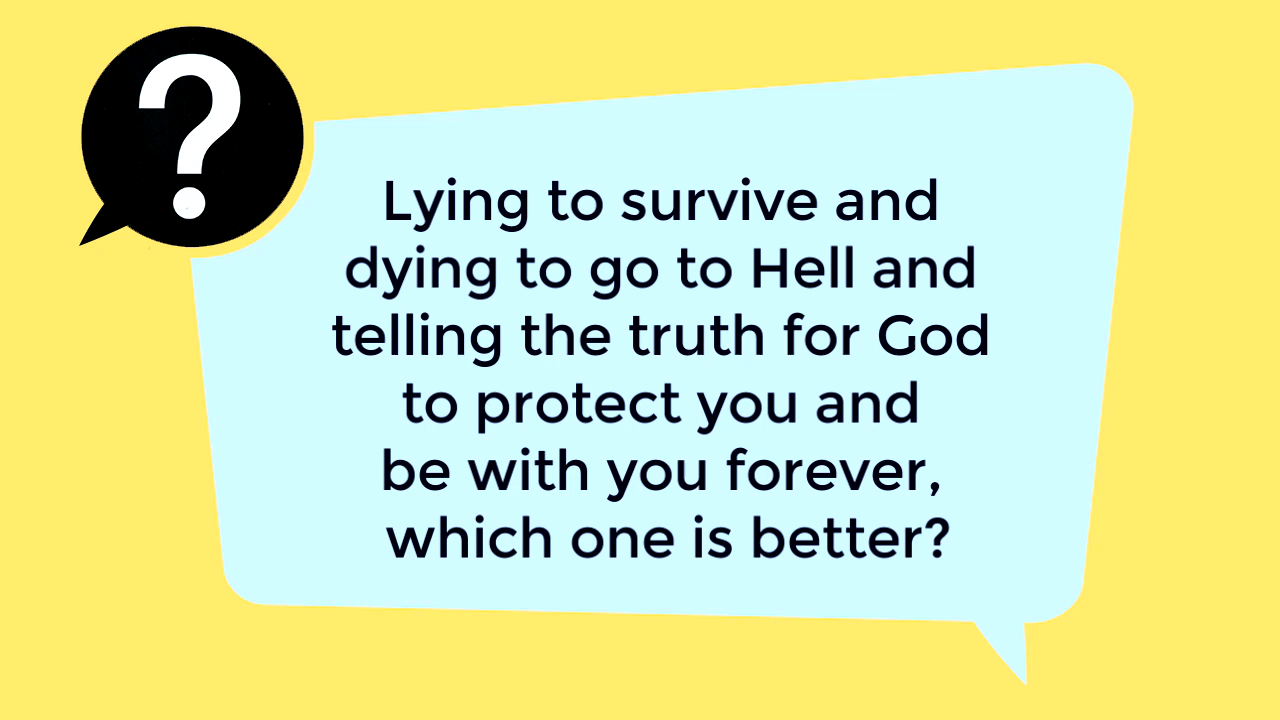 ?
Lying to survive and
dying to go to Hell and
telling the truth for God
to protect you and
be with you forever,
which one is better?